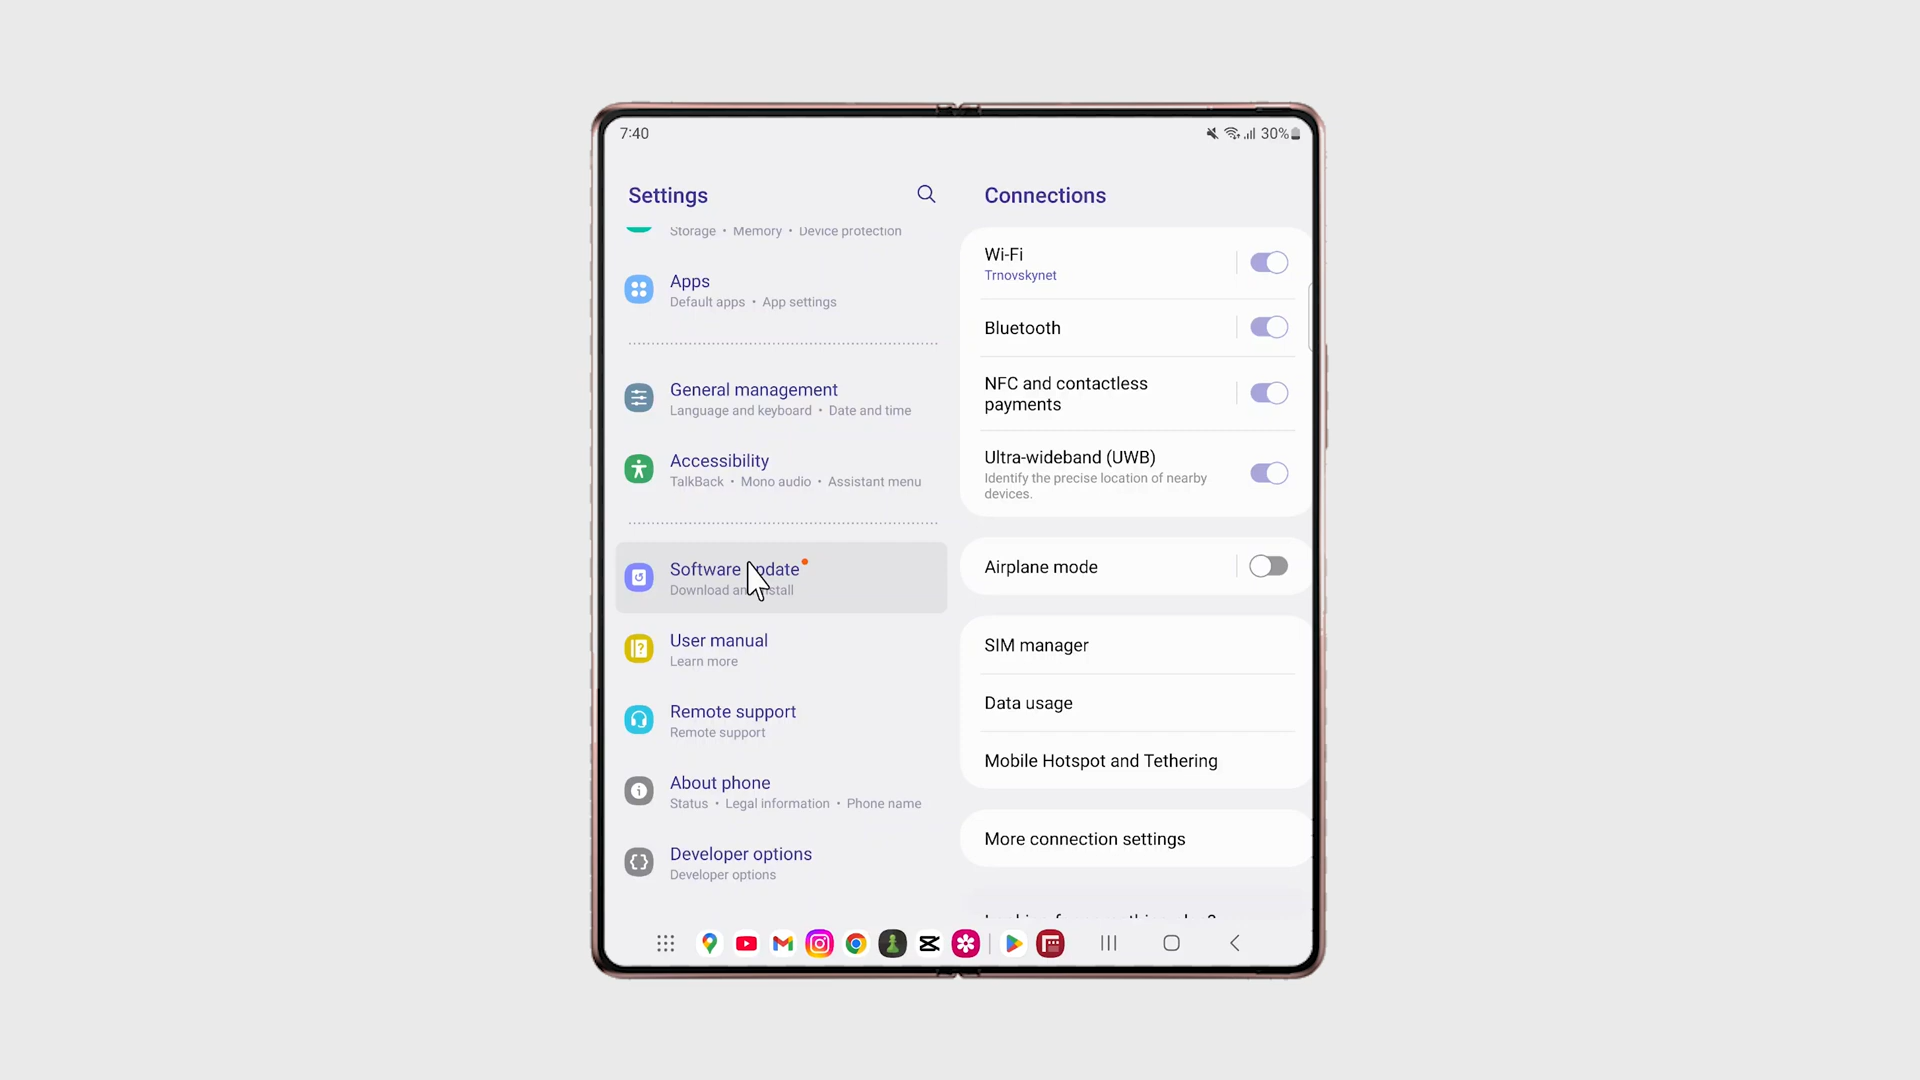 7:40
30%
Settings
Storage • Memory • Device protection
Apps
Default apps • App settings
General management
Language and keyboard • Date and time
Accessibility
TalkBack • Mono audio • Assistant menu
Software update
Download and install
User manual
Learn more
Remote support
Remote support
About phone
Status • Legal information • Phone name
Developer options
Developer options
Connections
Wi-Fi
Trnovskynet
Bluetooth
NFC and contactless
payments
Ultra-wideband (UWB)
Identify the precise location of nearby
devices.
Airplane mode
SIM manager
Data usage
Mobile Hotspot and Tethering
More connection settings